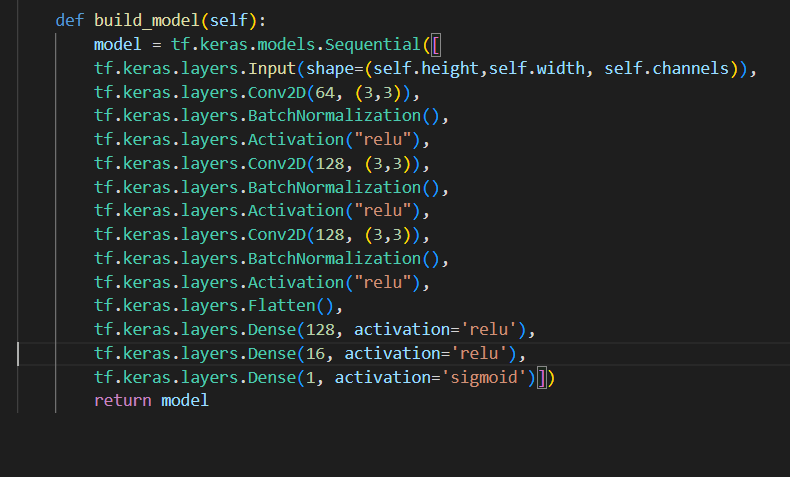 def build_model(self):
model = tf.keras.models.Sequential([
tf.keras.layers.Input(shape=(self.height,self.width, self.channels)),
tf.keras.layers.Conv2D(64, (3,3)),
tf.keras.layers.BatchNormalization(),
tf.keras.layers.Activation("relu"),
tf.keras.layers.Conv2D(128, (3,3)),
tf.keras.layers.BatchNormalization(),
tf.keras.layers.Activation("relu"),
tf.keras.layers.Conv2D(128, (3,3)),
tf.keras.layers.BatchNormalization(),
tf.keras.layers.Activation("relu"),
tf.keras.layers.Flatten(),
tf.keras.layers.Dense(128, activation='relu'),
tf.keras.layers.Dense(16, activation='relu'),
tf.keras.layers.Dense(1, activation='sigmoid')])
return model